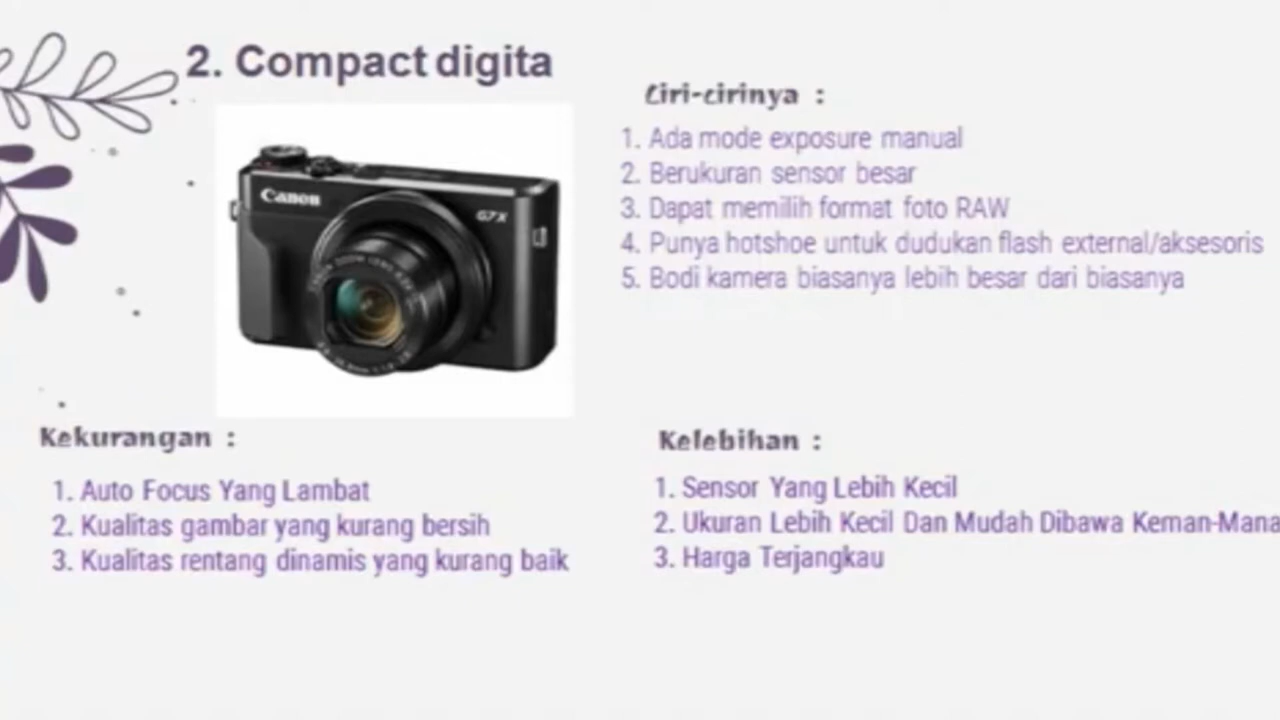 2. Compact digita
Canon
G7X
Ciri-cirinya :
1. Ada mode exposure manual
2. Berukuran sensor besar
3. Dapat memilih format foto RAW
4. Punya hotshoe untuk dudukan flash external/aksesoris
5. Bodi kamera biasanya lebih besar dari biasanya
Kekurangan :
1. Auto Focus Yang Lambat
2. Kualitas gambar yang kurang bersih
3. Kualitas rentang dinamis yang kurang baik
Kelebihan :
1. Sensor Yang Lebih Kecil
2. Ukuran Lebih Kecil Dan Mudah Dibawa Keman-Mana
3. Harga Terjangkau